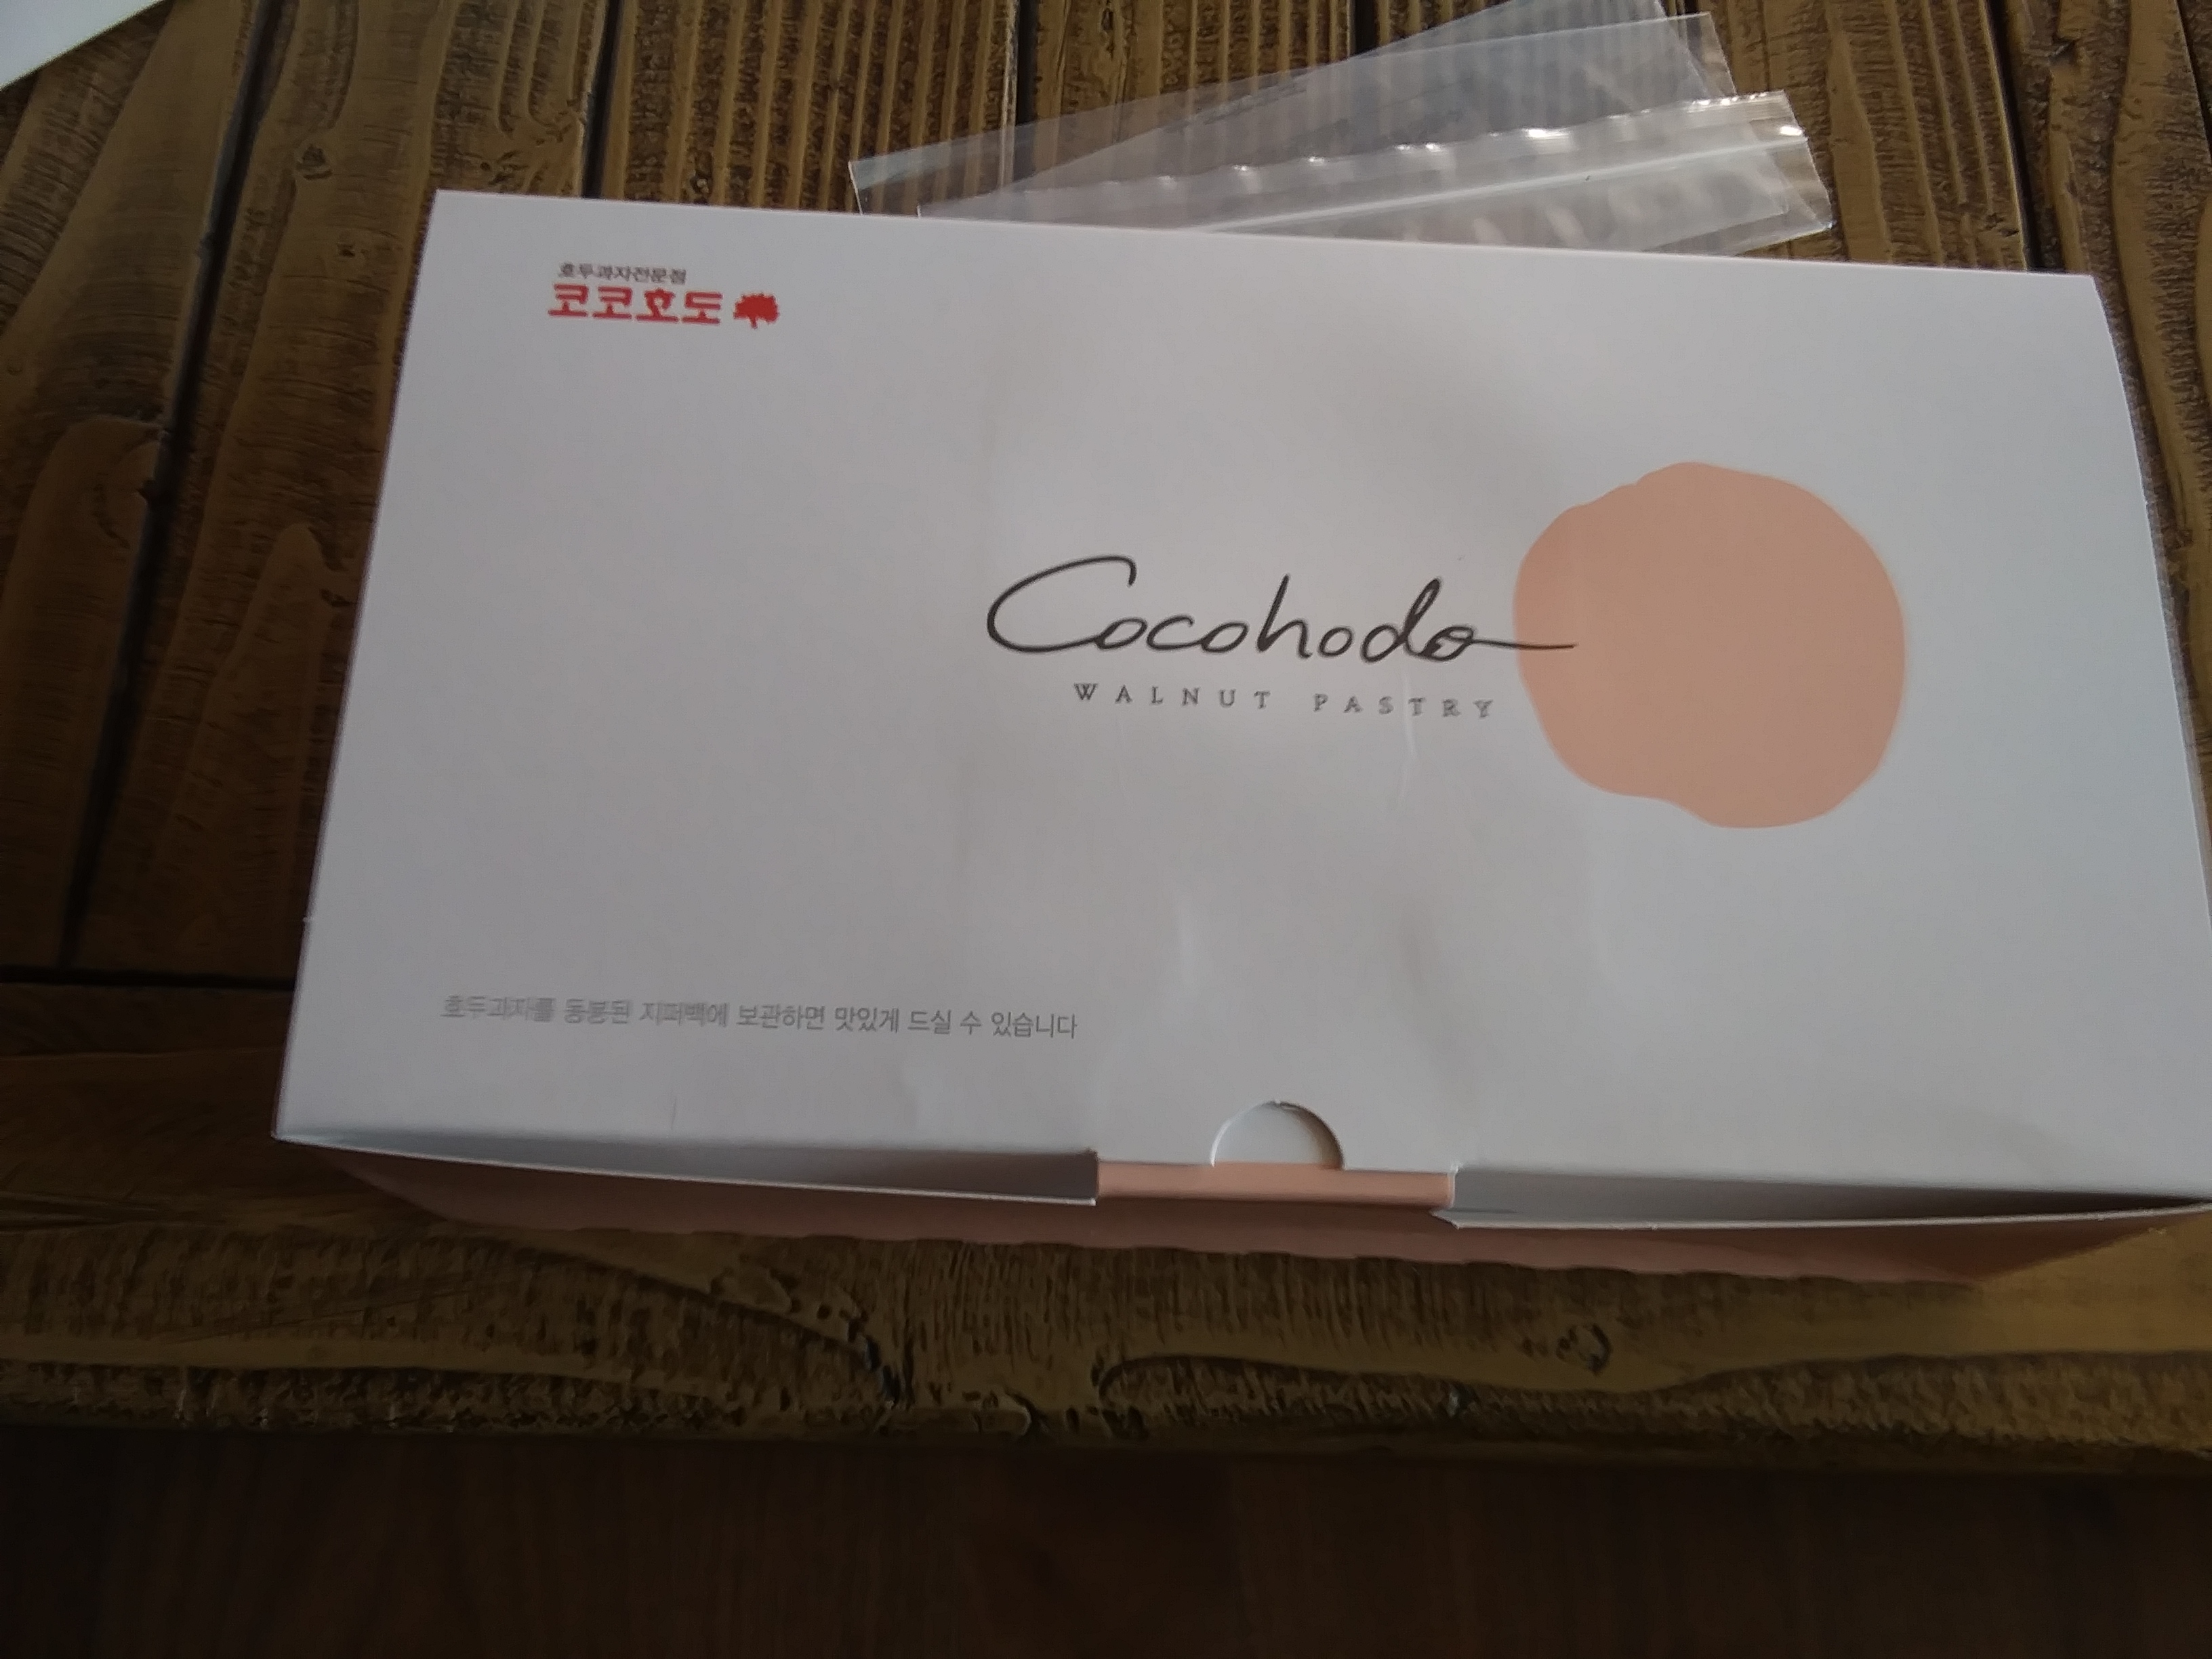 호두과자전문점
코코호도
Cocohodo
WALNUT PASTRY
호두과자를 동봉된 지퍼백에 보관하면 맛있게 드실 수 있습니다